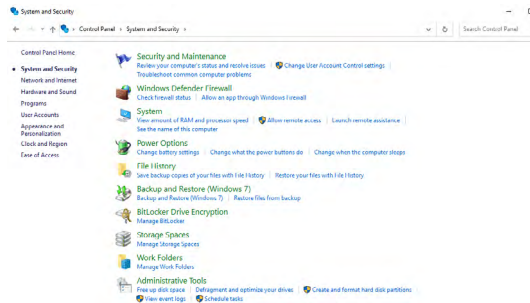 System and Security
Control Panel > System and Security >
Search Control Panel
Control Panel Home
System and Security
Network and Internet
Hardware and Sound
Programs
User Accounts
Appearance and
Personalization
Clock and Region
Ease of Access
Security and Maintenance
Review your computer's status and resolve issues | Change User Account Control settings |
Troubleshoot common computer problems
Windows Defender Firewall
Check firewall status | Allow an app through Windows Firewall
System
View amount of RAM and processor speed | Allow remote access | Launch remote assistance |
See the name of this computer
Power Options
Change battery settings | Change what the power buttons do | Change when the computer sleeps
File History
Save backup copies of your files with File History | Restore your files with File History
Backup and Restore (Windows 7)
Backup and Restore (Windows 7) | Restore files from backup
BitLocker Drive Encryption
Manage BitLocker
Storage Spaces
Manage Storage Spaces
Work Folders
Manage Work Folders
Administrative Tools
Free up disk space | Defragment and optimize your drives | Create and format hard disk partitions |
View event logs | Schedule tasks